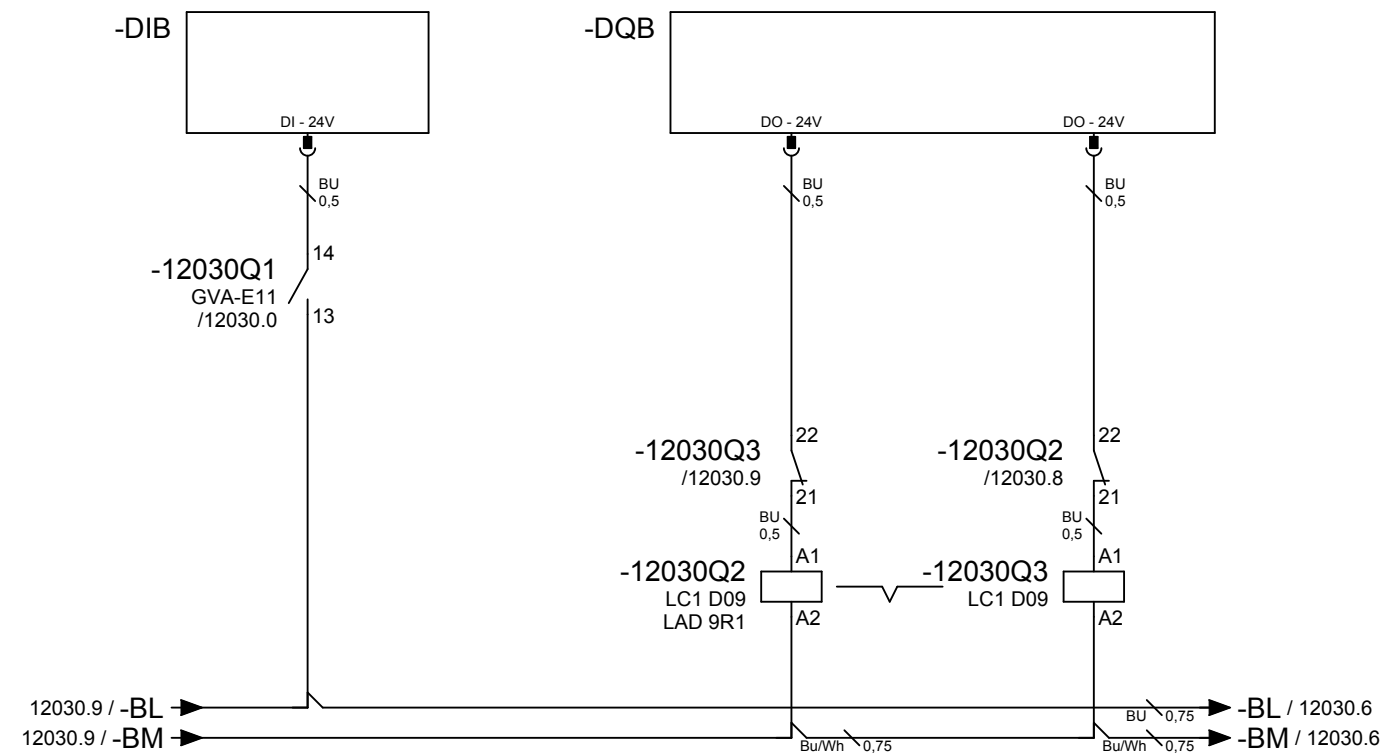 -DIB
-DQB
DI - 24V
DO - 24V
DO - 24V
BU
0,5
BU
0,5
BU
0,5
14
-12030Q1
GVA-E11
/12030.0
13
22
-12030Q3
/12030.9
21
22
-12030Q2
/12030.8
21
BU
0,5
BU
0,5
A1
-12030Q2
LC1 D09
LAD 9R1
A2
A1
-12030Q3
LC1 D09
A2
12030.9 / -BL
BU 0,75
-BL / 12030.6
12030.9 / -BM
Bu/Wh 0,75
Bu/Wh 0,75
-BM / 12030.6